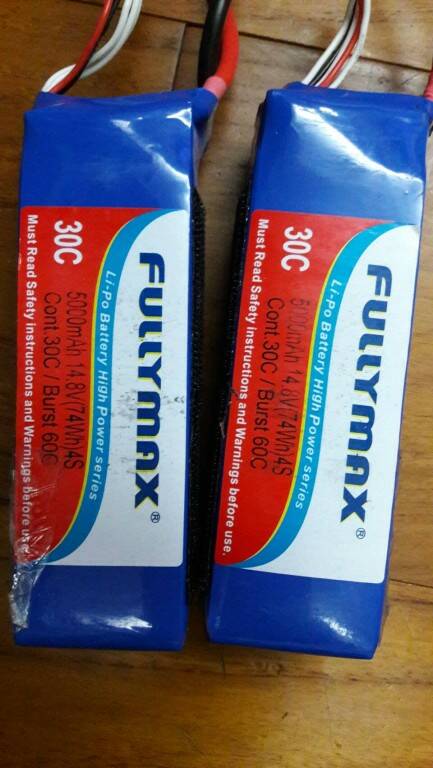 FULLYMAX®
Li-Po Battery High Power series
30C
5000mAh 14.8V(74Wh)4S
Cont.30C / Burst 60C
Must Read Safety instructions and Warnings before use.
FULLYMAX®
Li-Po Battery High Power series
30C
5000mAh 14.8V(74Wh)4S
Cont.30C / Burst 60C
Must Read Safety instructions and Warnings before use.